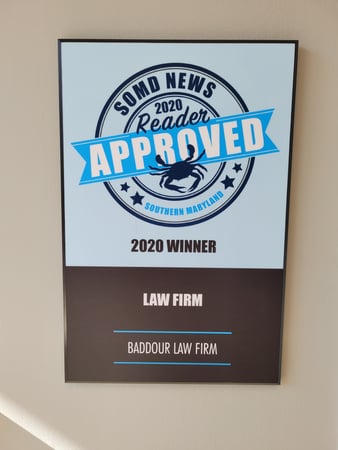 SOMD NEWS
2020
Reader
APPROVED
SOUTHERN MARYLAND
2020 WINNER
LAW FIRM
BADDOUR LAW FIRM